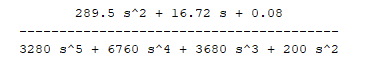 289.5 s^2 + 16.72 s + 0.08
-----------------------------------------
3280 s^5 + 6760 s^4 + 3680 s^3 + 200 s^2